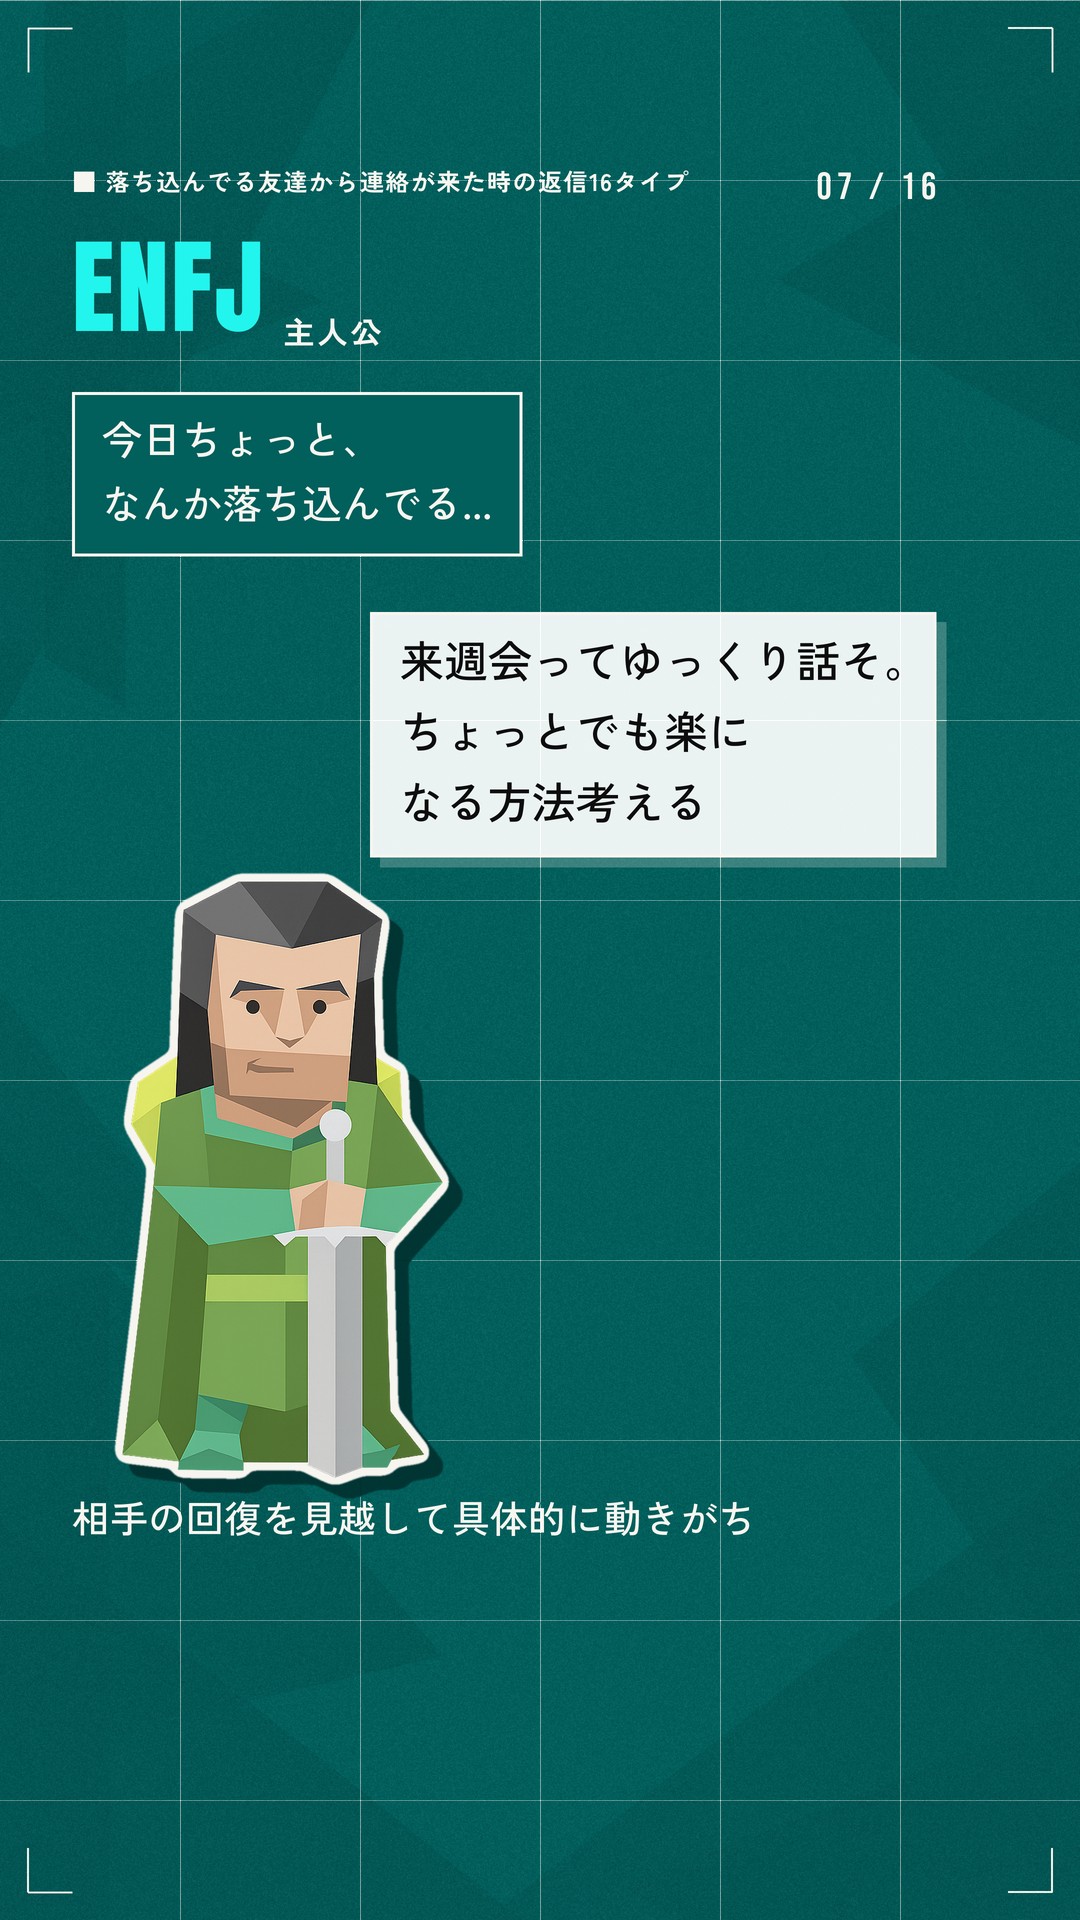 ■ 落ち込んでる友達から連絡が来た時の返信16タイプ
07 / 16
ENFJ
主人公
今日ちょっと、
なんか落ち込んでる...
来週会ってゆっくり話そ。
ちょっとでも楽に
なる方法考える
相手の回復を見越して具体的に動きがち